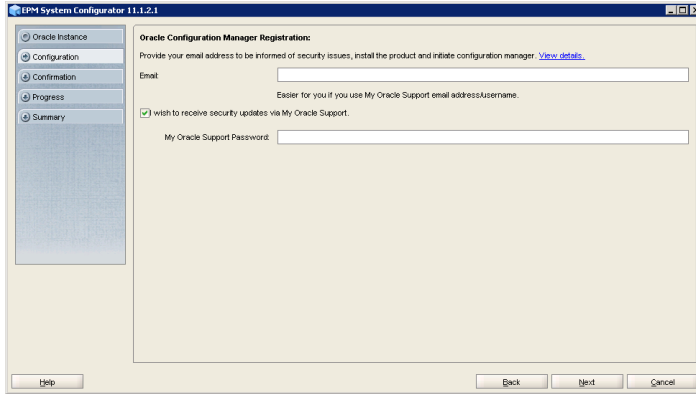 EPM System Configurator 11.1.2.1
Oracle Instance
Configuration
Confirmation
Progress
Summary
Oracle Configuration Manager Registration:
Provide your email address to be informed of security issues, install the product and initiate configuration manager. View details.
Email:
Easier for you if you use My Oracle Support email address/username.
I wish to receive security updates via My Oracle Support.
My Oracle Support Password:
Help
Back
Next
Cancel